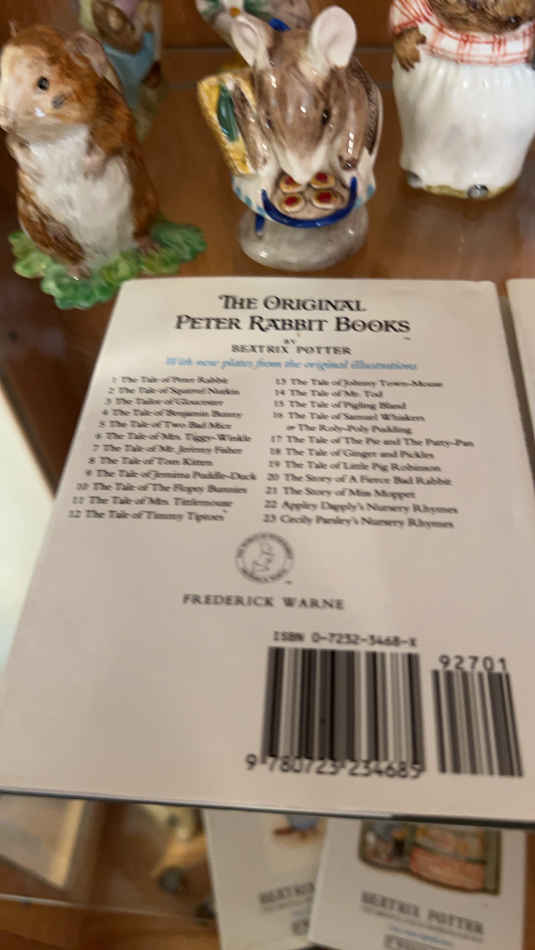 THE ORIGINAL
PETER RABBIT BOOKS™
BY
BEATRIX POTTER
With new plates from the original illustrations
1 The Tale of Peter Rabbit
2 The Tale of Squirrel Nutkin
3 The Tailor of Gloucester
4 The Tale of Benjamin Bunny
5 The Tale of Two Bad Mice
6 The Tale of Mrs. Tiggy-Winkle
7 The Tale of Mr. Jeremy Fisher
8 The Tale of Tom Kitten
9 The Tale of Jemima Puddle-Duck
10 The Tale of The Flopsy Bunnies
11 The Tale of Mrs. Tittlemouse
12 The Tale of Timmy Tiptoes
13 The Tale of Johnny Town-Mouse
14 The Tale of Mr. Tod
15 The Tale of Pigling Bland
16 The Tale of Samuel Whiskers
or The Roly-Poly Pudding
17 The Tale of The Pie and The Patty-Pan
18 The Tale of Ginger and Pickles
19 The Tale of Little Pig Robinson
20 The Story of A Fierce Bad Rabbit
21 The Story of Miss Moppet
22 Appley Dapply's Nursery Rhymes
23 Cecily Parsley's Nursery Rhymes
FREDERICK WARNE
ISBN 0-7232-3468-X
92701
9 780723 234685
BEATRIX
BEATRIX POTTER